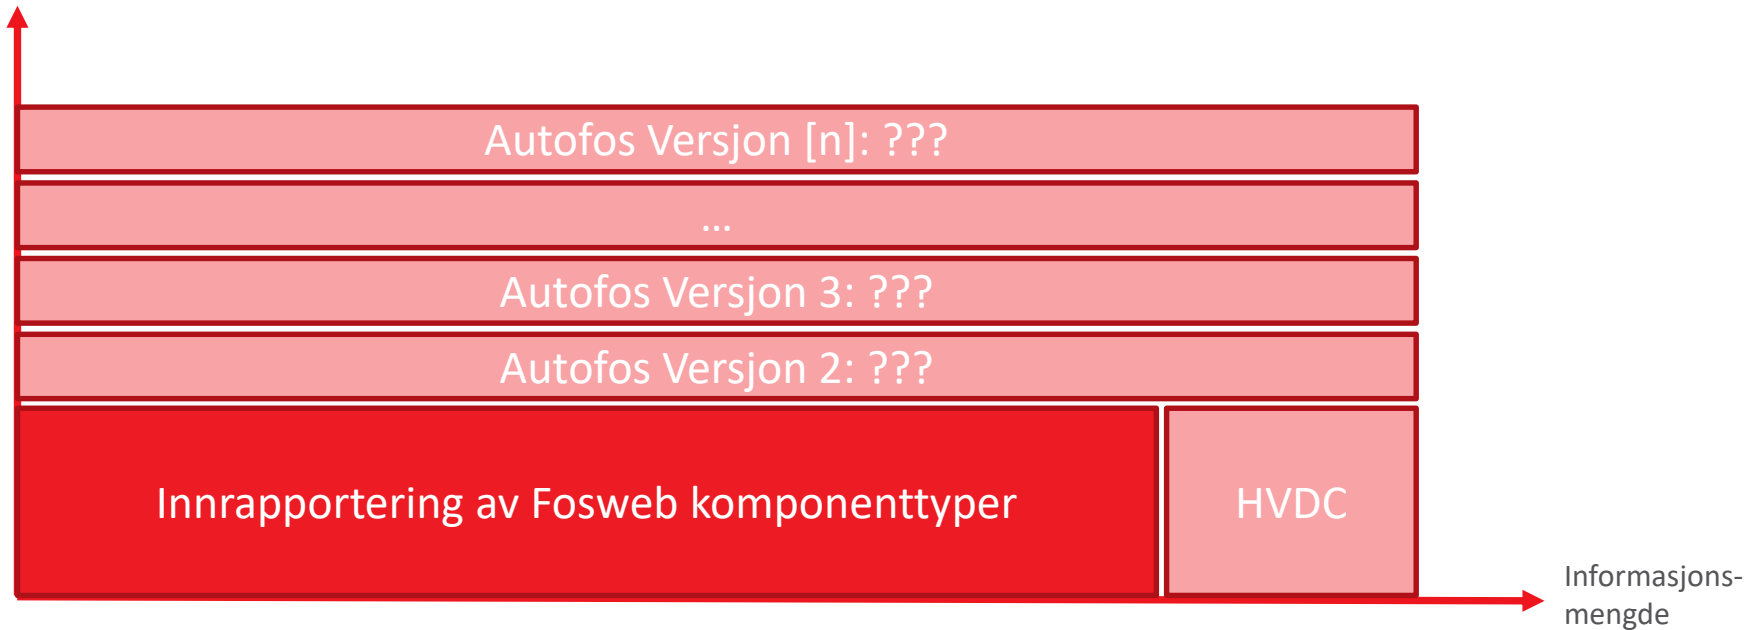 Autofos Versjon [n]: ???
...
Autofos Versjon 3: ???
Autofos Versjon 2: ???
Innrapportering av Fosweb komponenttyper
HVDC
Informasjons-
mengde